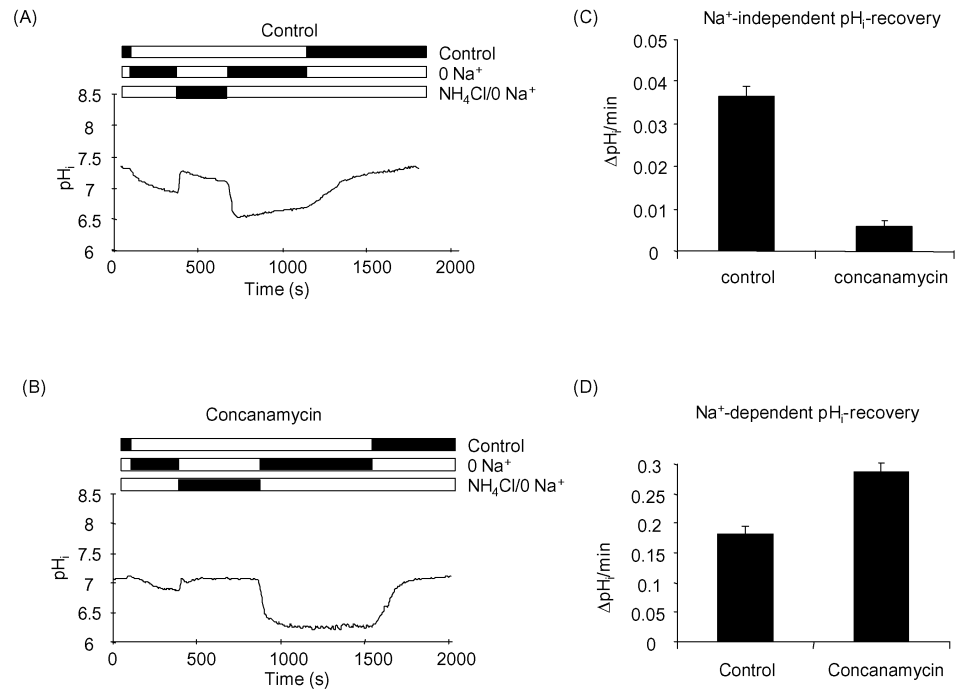 (A)
Control
Control
0 Na⁺
NH₄Cl/0 Na⁺
8.5
8
7.5
7
6.5
6
pHᵢ
0
500
1000
1500
2000
Time (s)
(C)
Na⁺-independent pHᵢ-recovery
0.05
0.04
0.03
0.02
0.01
0
ΔpHᵢ/min
control
concanamycin
(B)
Concanamycin
Control
0 Na⁺
NH₄Cl/0 Na⁺
8.5
8
7.5
7
6.5
6
pHᵢ
0
500
1000
1500
2000
Time (s)
(D)
Na⁺-dependent pHᵢ-recovery
0.3
0.25
0.2
0.15
0.1
0.05
0
ΔpHᵢ/min
Control
Concanamycin